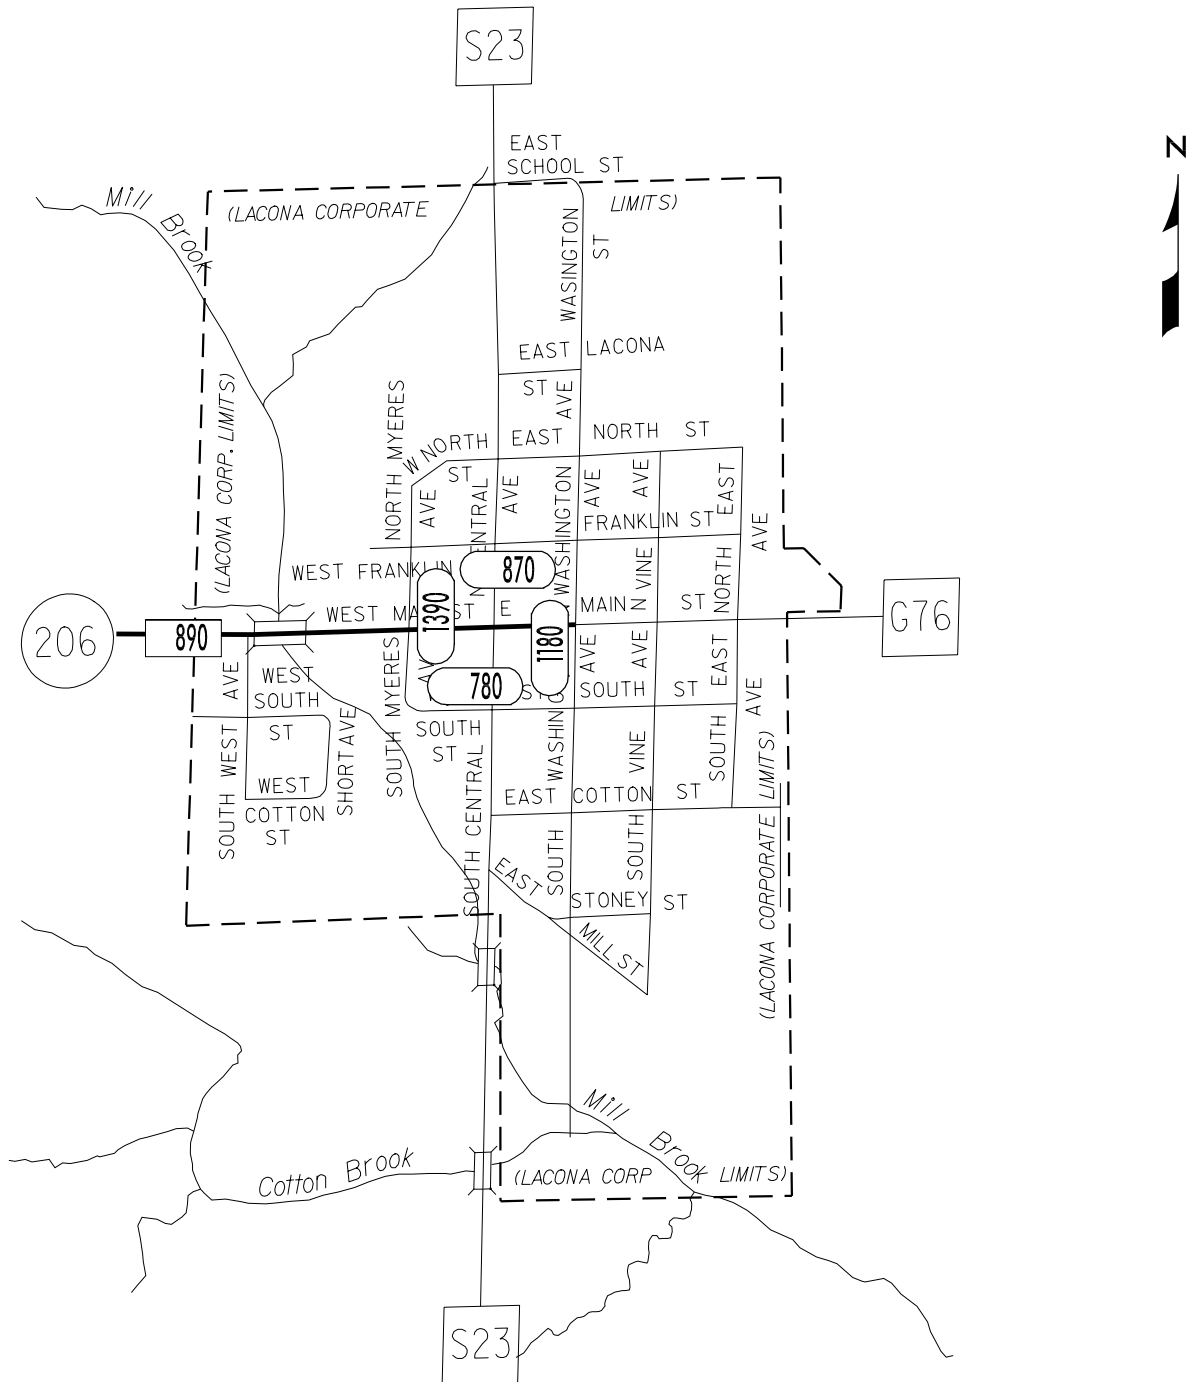 S23
N
EAST
SCHOOL ST
Mill
Brook
(LACONA CORPORATE
LIMITS)
WASINGTON
ST
EAST LACONA
ST
AVE
(LACONA CORP. LIMITS)
NORTH MYERES
AVE
W NORTH
ST
EAST
NORTH ST
AVE
WASHINGTON
AVE
AVE
EAST
AVE
FRANKLIN ST
WEST FRANKLIN
870
N VINE
NORTH
206
890
WEST
ST
1390
E
1180
MAIN
ST
G76
AVE
WEST
SOUTH
ST
SOUTH MYERES
780
SOUTH ST
AVE
AVE
EAST
AVE
SOUTH WEST
SHORT AVE
SOUTH
ST
SOUTH CENTRAL
VINE
SOUTH
WEST
COTTON
ST
EAST COTTON ST
SOUTH
SOUTH
(LACONA CORPORATE LIMITS)
EAST
MILL ST
STONEY ST
Mill
Brook
Cotton Brook
(LACONA CORP
LIMITS)
S23